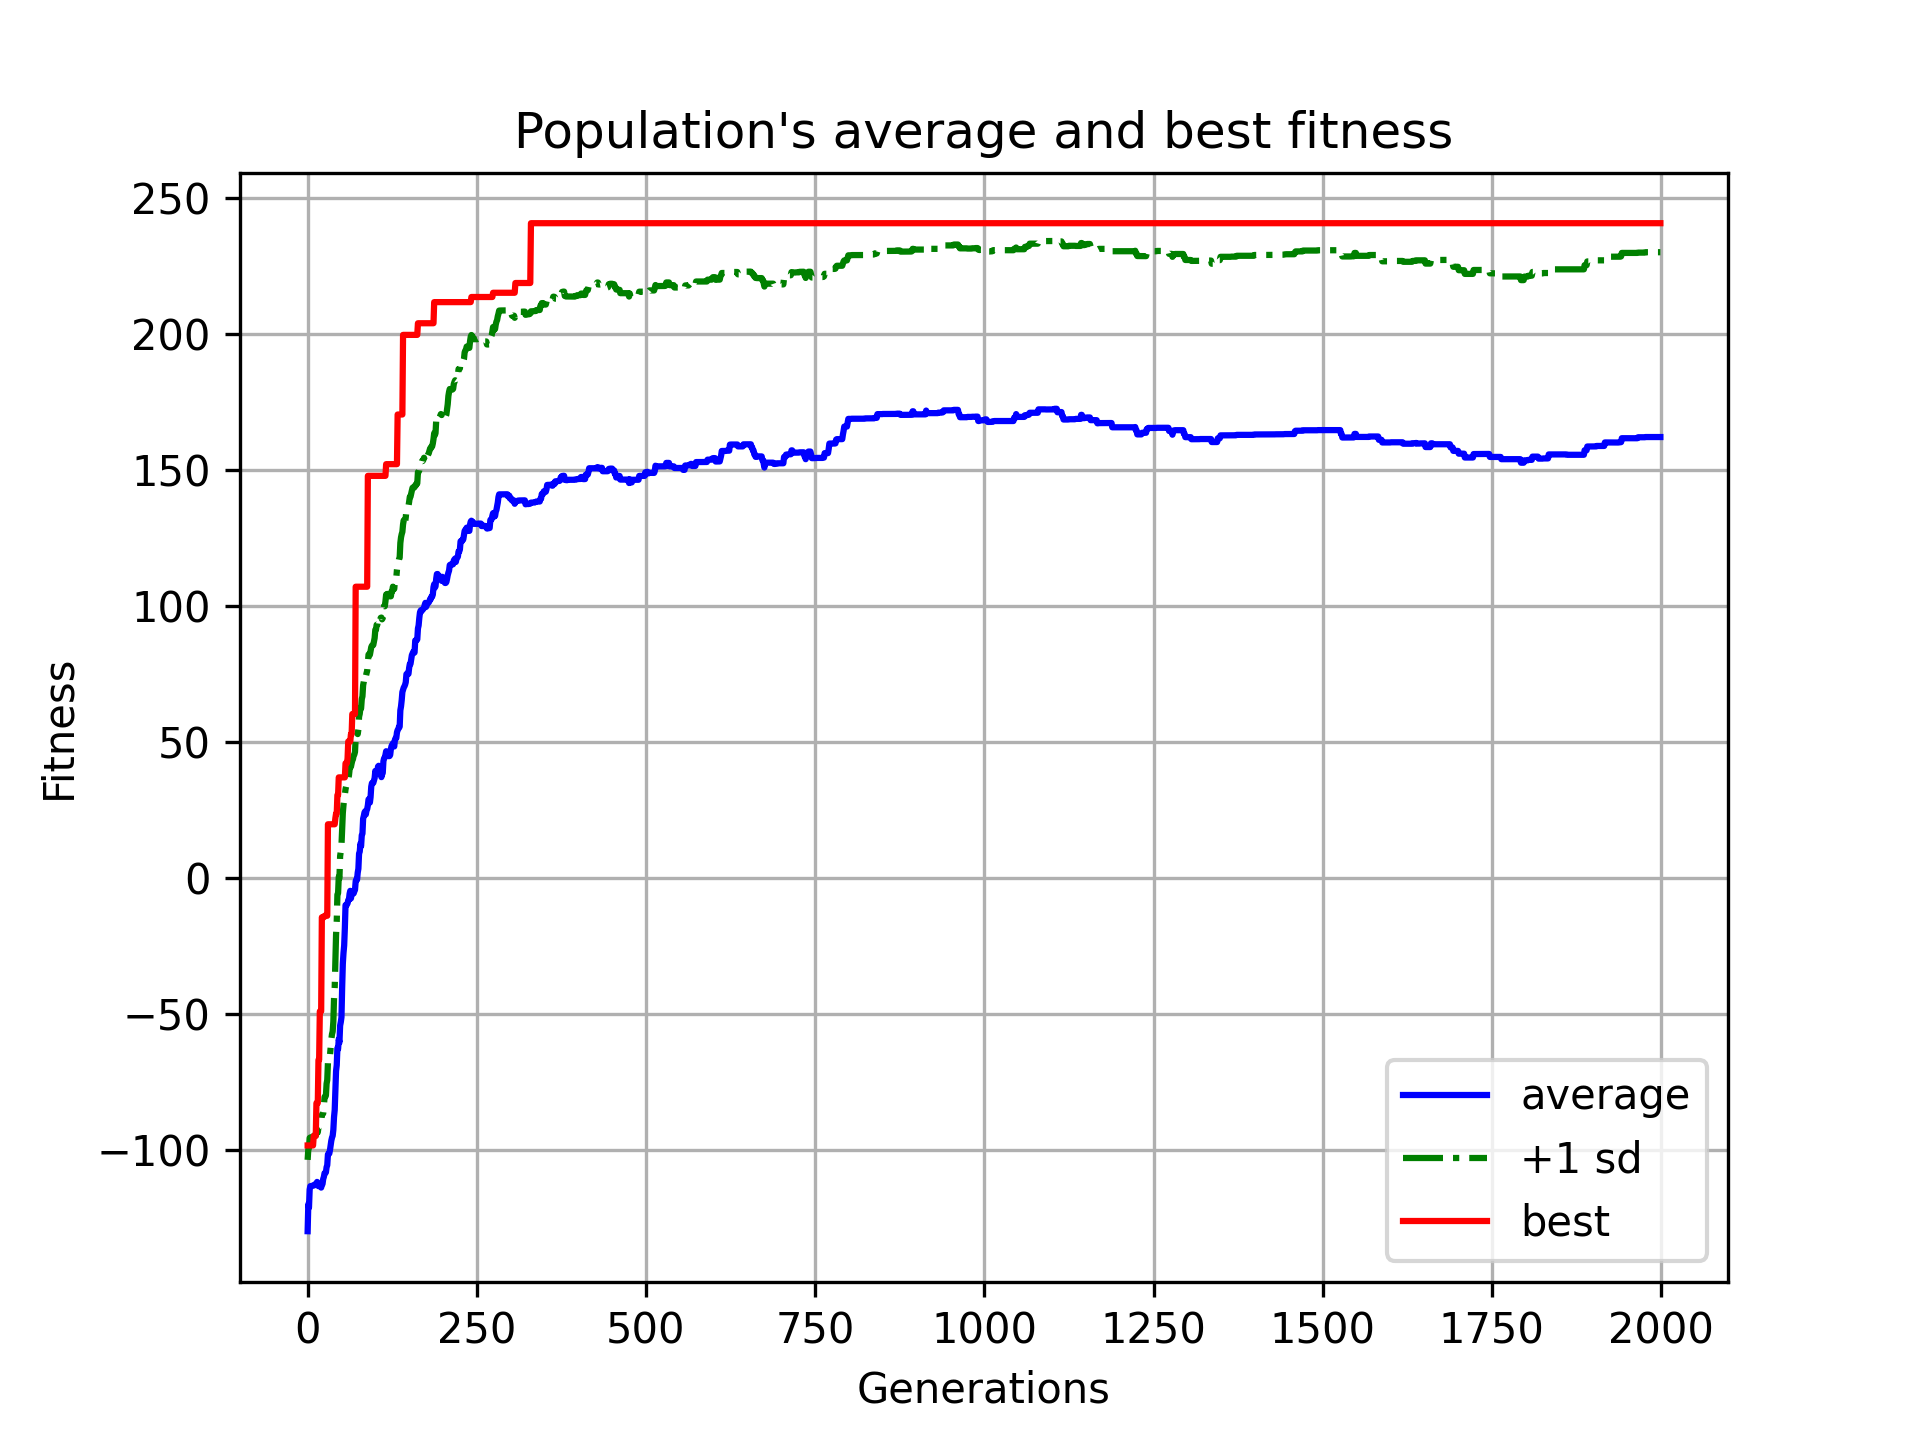 Population's average and best fitness
250
200
150
100
50
0
−50
−100
Fitness
average
+1 sd
best
0 250 500 750 1000 1250 1500 1750 2000
Generations